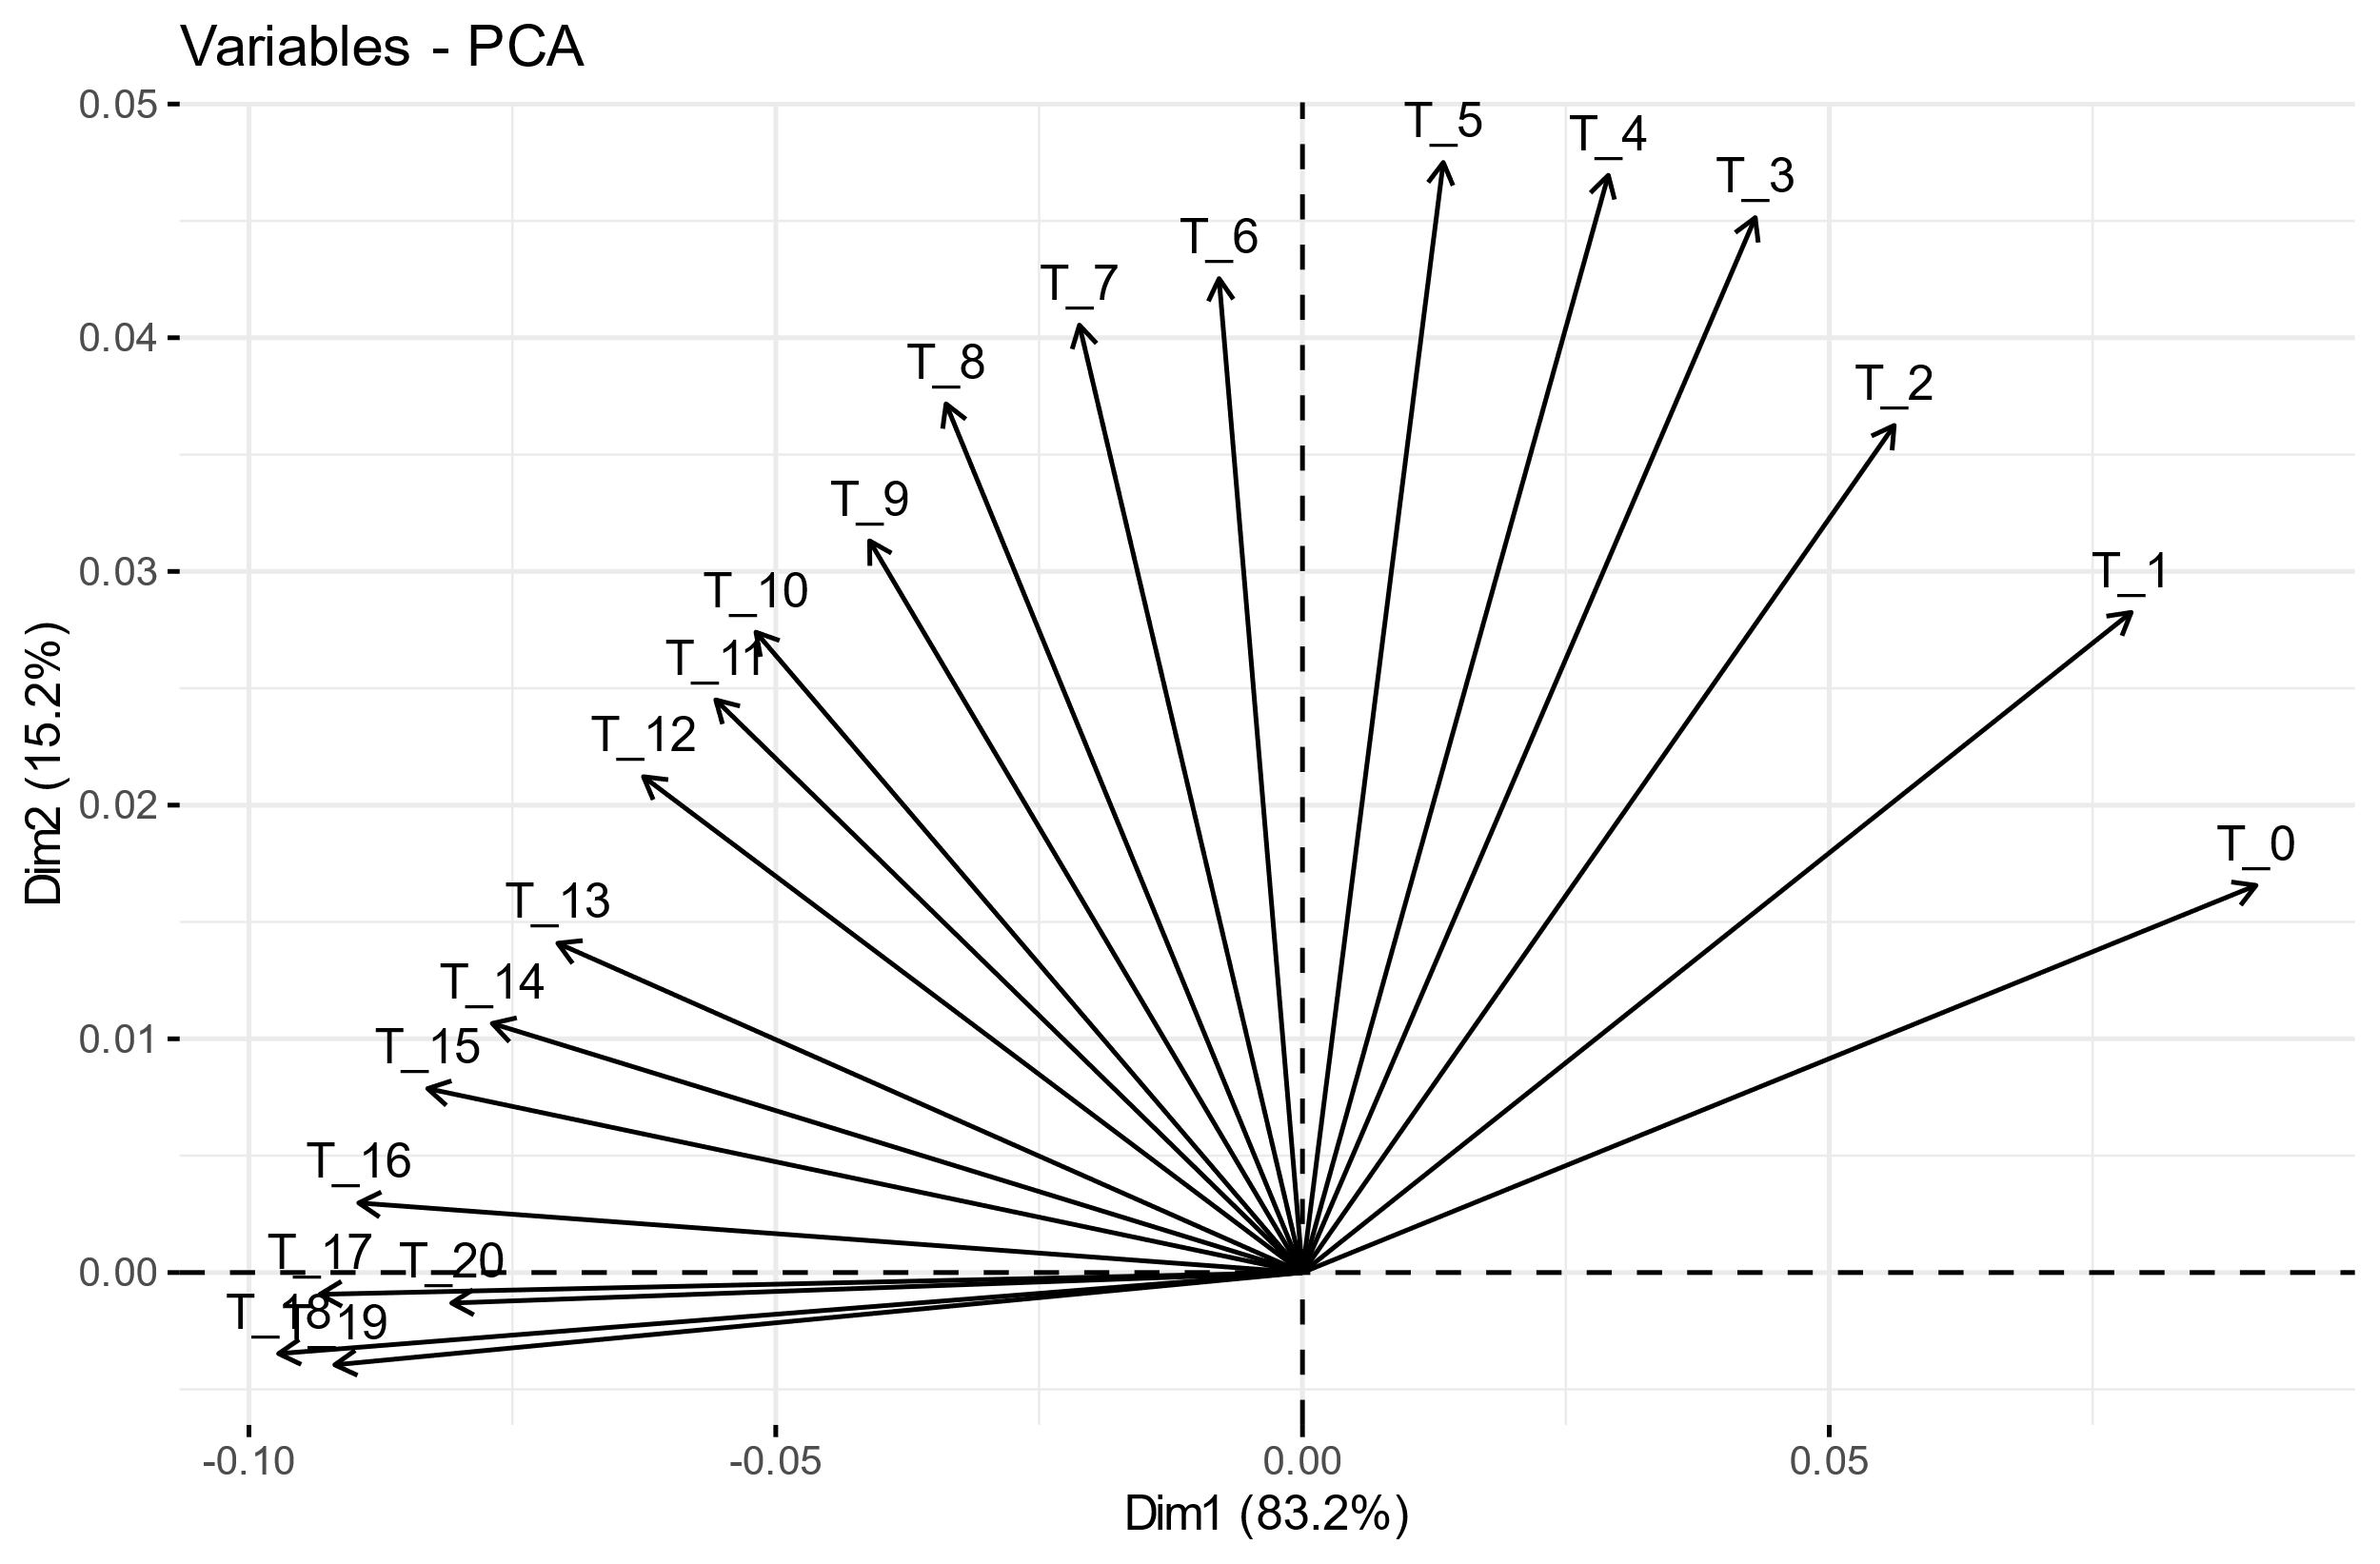 Variables - PCA
0.05
0.04
0.03
0.02
0.01
0.00
Dim2 (15.2%)
T_5
T_4
T_3
T_6
T_7
T_8
T_2
T_9
T_10
T_1
T_11
T_12
T_0
T_13
T_14
T_15
T_16
T_17
T_20
T_18
T_19
-0.10
-0.05
0.00
0.05
Dim1 (83.2%)